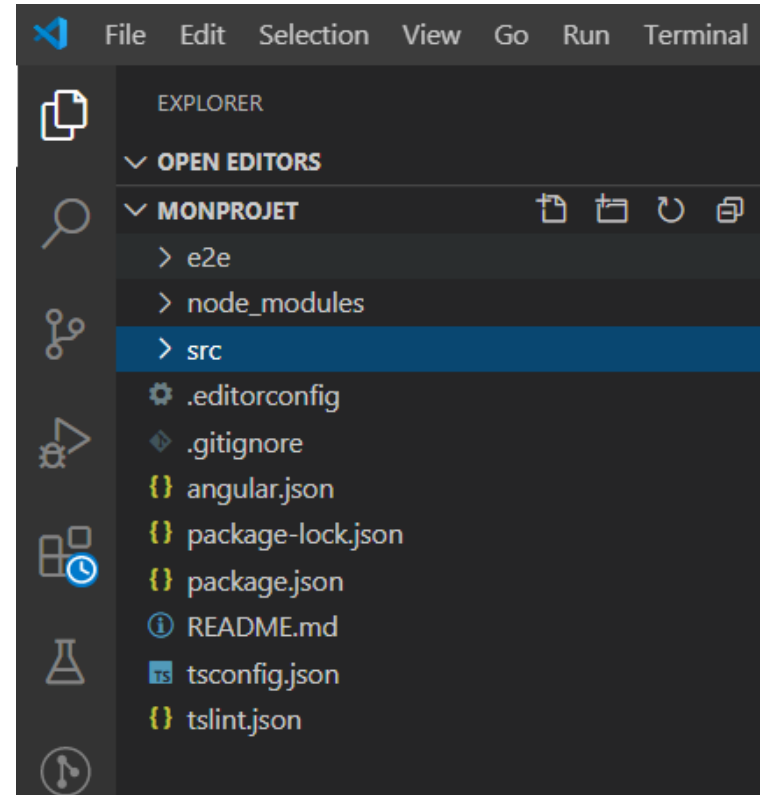 File Edit Selection View Go Run Terminal
EXPLORER
OPEN EDITORS
MONPROJET
e2e
node_modules
src
.editorconfig
.gitignore
angular.json
package-lock.json
package.json
README.md
TS tsconfig.json
tslint.json